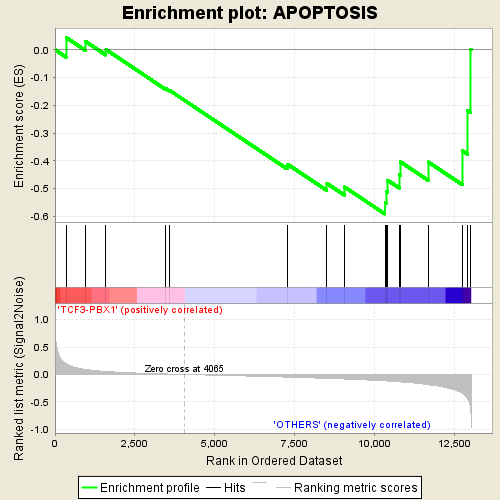 Enrichment plot: APOPTOSIS
Enrichment score (ES)
0.0
-0.1
-0.2
-0.3
-0.4
-0.5
-0.6
'TCF3-PBX1' (positively correlated)
Ranked list metric (Signal2Noise)
1.0
0.5
0.0
-0.5
-1.0
Zero cross at 4065
'OTHERS' (negatively correlated)
0 2,500 5,000 7,500 10,000 12,500
Rank in Ordered Dataset
Enrichment profile Hits Ranking metric scores